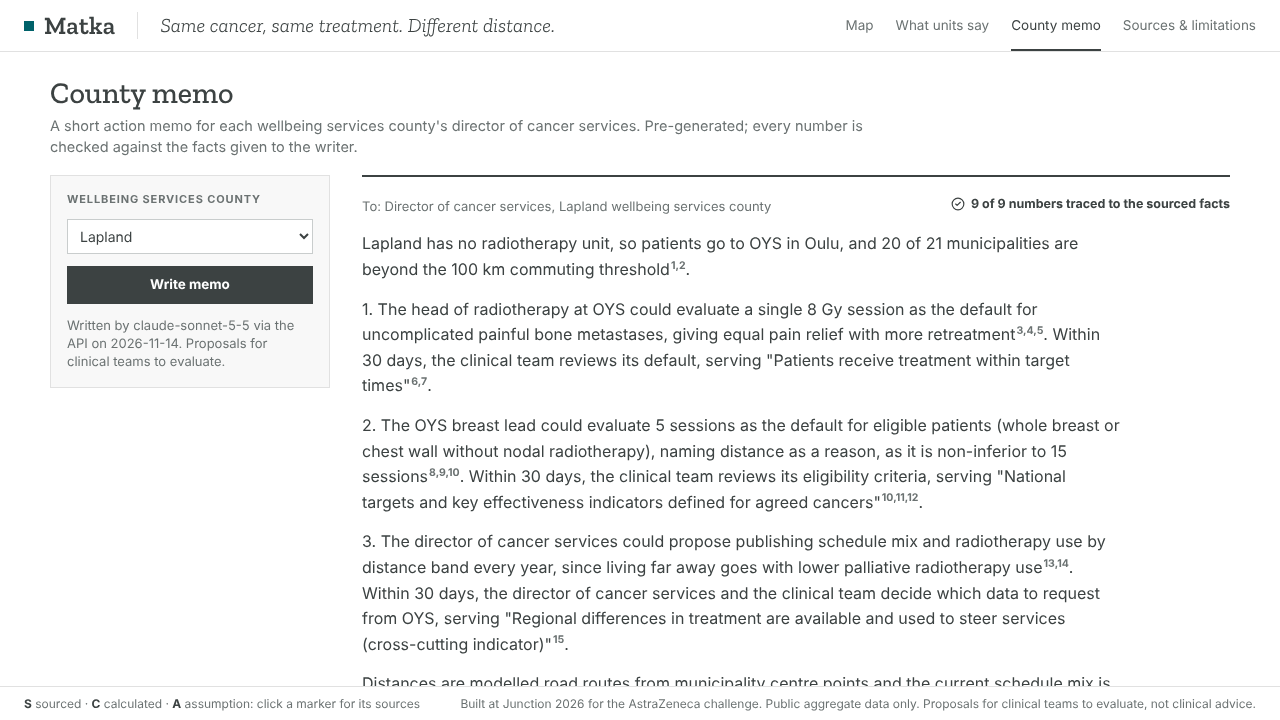 Matka
Same cancer, same treatment. Different distance.
Map
What units say
County memo
Sources & limitations
County memo
A short action memo for each wellbeing services county's director of cancer services. Pre-generated; every number is
checked against the facts given to the writer.
WELLBEING SERVICES COUNTY
Lapland
Write memo
Written by claude-sonnet-5-5 via the
API on 2026-11-14. Proposals for
clinical teams to evaluate.
To: Director of cancer services, Lapland wellbeing services county
9 of 9 numbers traced to the sourced facts
Lapland has no radiotherapy unit, so patients go to OYS in Oulu, and 20 of 21 municipalities are
beyond the 100 km commuting threshold1,2.
1. The head of radiotherapy at OYS could evaluate a single 8 Gy session as the default for
uncomplicated painful bone metastases, giving equal pain relief with more retreatment3,4,5. Within
30 days, the clinical team reviews its default, serving "Patients receive treatment within target
times"6,7.
2. The OYS breast lead could evaluate 5 sessions as the default for eligible patients (whole breast or
chest wall without nodal radiotherapy), naming distance as a reason, as it is non-inferior to 15
sessions8,9,10. Within 30 days, the clinical team reviews its eligibility criteria, serving "National
targets and key effectiveness indicators defined for agreed cancers"10,11,12.
3. The director of cancer services could propose publishing schedule mix and radiotherapy use by
distance band every year, since living far away goes with lower palliative radiotherapy use13,14.
Within 30 days, the director of cancer services and the clinical team decide which data to request
from OYS, serving "Regional differences in treatment are available and used to steer services
(cross-cutting indicator)"15.
Distances are modelled road routes from municipality centre points and the current schedule mix is
S sourced · C calculated · A assumption: click a marker for its sources
Built at Junction 2026 for the AstraZeneca challenge. Public aggregate data only. Proposals for clinical teams to evaluate, not clinical advice.